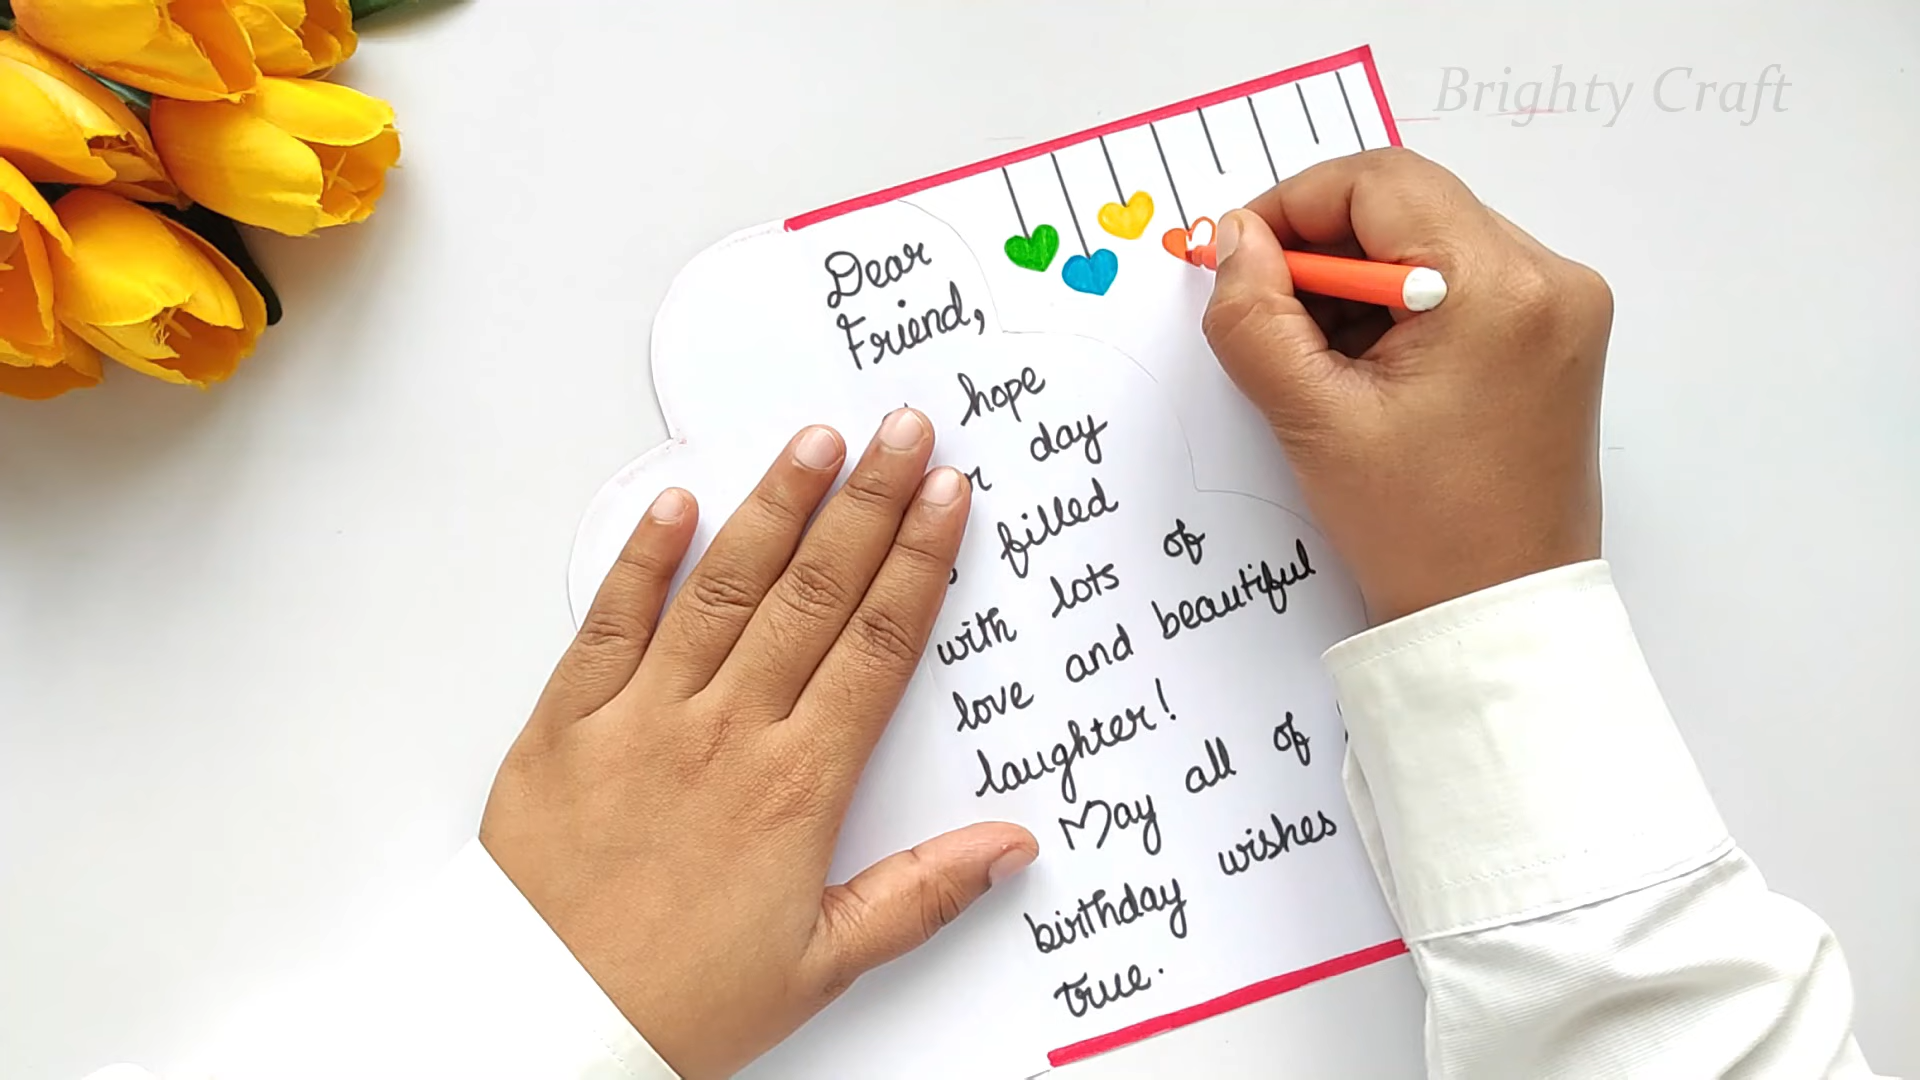 Brighty Craft
Dear
Friend,
hope
day
filled
with lots of
love and beautiful
laughter!
May all of
birthday wishes
true.